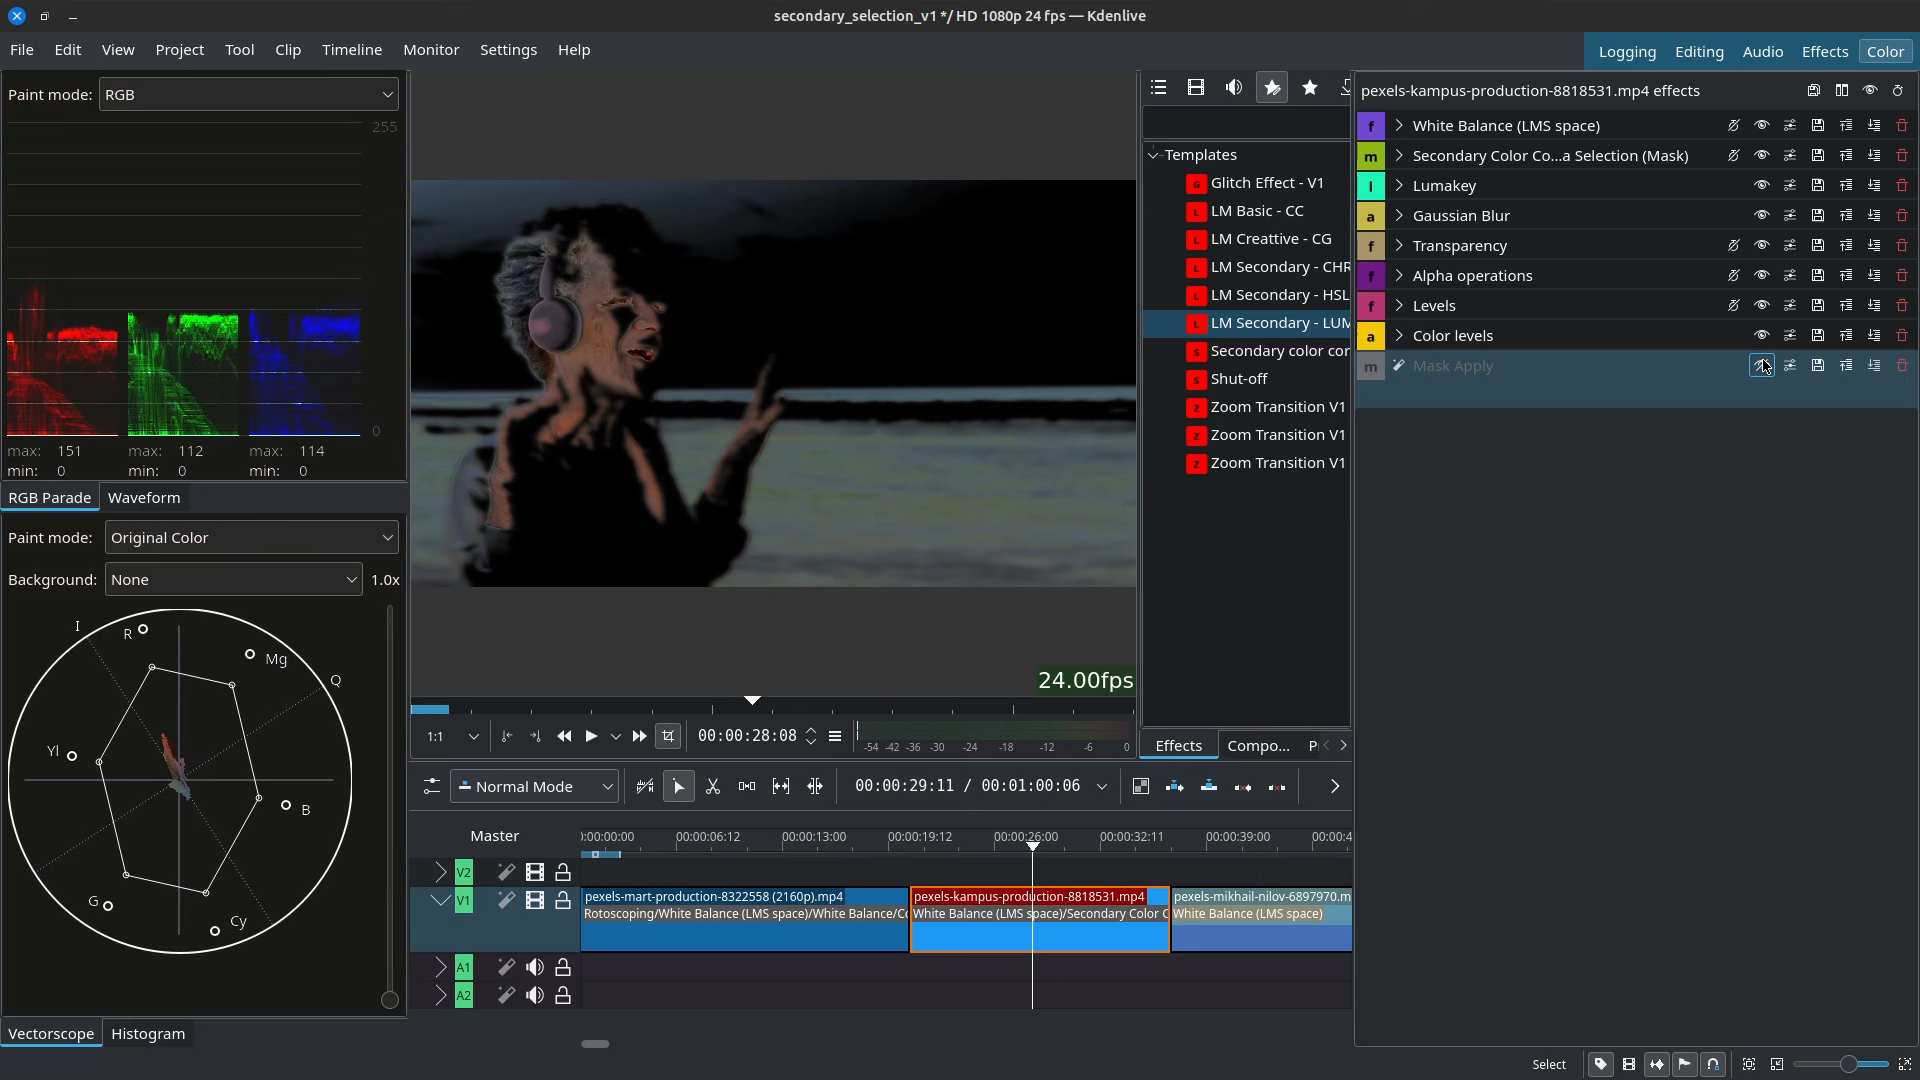 secondary_selection_v1 */ HD 1080p 24 fps — Kdenlive
File Edit View Project Tool Clip Timeline Monitor Settings Help
Logging Editing Audio Effects Color
Paint mode: RGB
255
0
max: 151 max: 112 max: 114
min: 0 min: 0 min: 0
RGB Parade Waveform
Paint mode: Original Color
Background: None 1.0x
I
R
Mg
Q
Yl
B
G
Cy
Vectorscope Histogram
24.00fps
1:1 00:00:28:08
-54 -42 -36 -30 -24 -18 -12 -6 0
Templates
G Glitch Effect - V1
L LM Basic - CC
L LM Creattive - CG
L LM Secondary - CHR
L LM Secondary - HSL
L LM Secondary - LUM
S Secondary color cor
S Shut-off
Z Zoom Transition V1
Z Zoom Transition V1
Z Zoom Transition V1
Effects Compo... P
pexels-kampus-production-8818531.mp4 effects
f White Balance (LMS space)
m Secondary Color Co...a Selection (Mask)
l Lumakey
a Gaussian Blur
f Transparency
f Alpha operations
f Levels
a Color levels
m Mask Apply
Normal Mode 00:00:29:11 / 00:01:00:06
Master
):00:00:00 00:00:06:12 00:00:13:00 00:00:19:12 00:00:26:00 00:00:32:11 00:00:39:00 00:00:4
V2
V1
pexels-mart-production-8322558 (2160p).mp4 pexels-kampus-production-8818531.mp4 pexels-mikhail-nilov-6897970.m
Rotoscoping/White Balance (LMS space)/White Balance/Co White Balance (LMS space)/Secondary Color C White Balance (LMS space)
A1
A2
Select